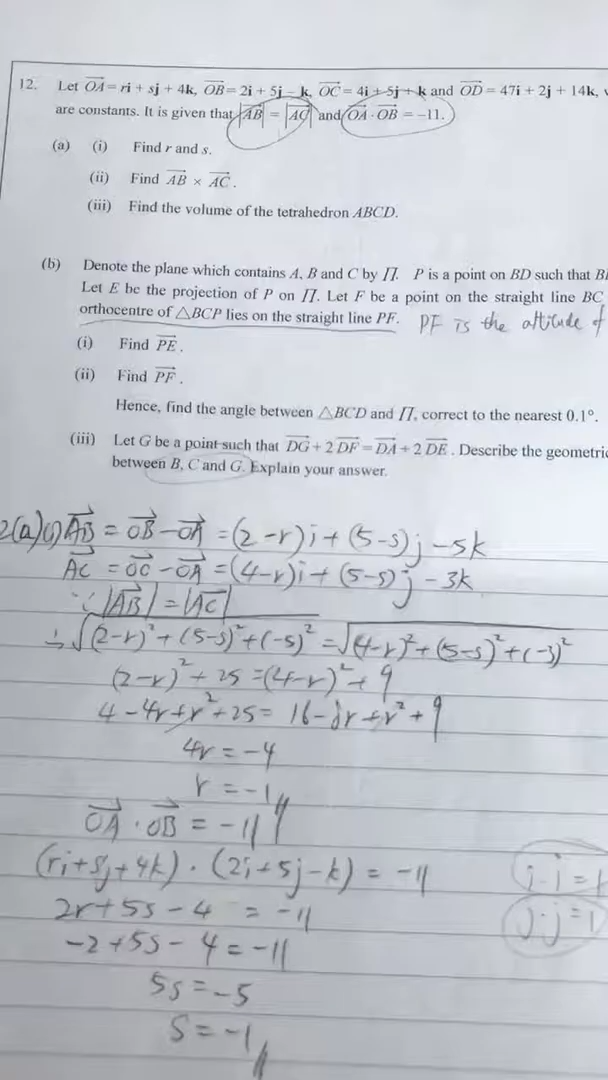 12. Let OA = ri + sj + 4k, OB = 2i + 5j − k, OC = 4i + 5j + k and OD = 47i + 2j + 14k,
are constants. It is given that |AB| = |AC| and OA · OB = −11.
(a) (i) Find r and s.
(ii) Find AB × AC.
(iii) Find the volume of the tetrahedron ABCD.
(b) Denote the plane which contains A, B and C by Π. P is a point on BD such that
Let E be the projection of P on Π. Let F be a point on the straight line BC
orthocentre of △BCP lies on the straight line PF. PF is the altitude of
(i) Find PE.
(ii) Find PF.
Hence, find the angle between △BCD and Π, correct to the nearest 0.1°.
(iii) Let G be a point such that DG + 2DF = DA + 2DE. Describe the
between B, C and G. Explain your answer.
2(a)(i) AB = OB − OA = (2−r)i + (5−s)j − 5k
AC = OC − OA = (4−r)i + (5−s)j − 3k
∵ |AB| = |AC|
∴ √(2−r)² + (5−s)² + (−5)² = √(4−r)² + (5−s)² + (−3)²
(2−r)² + 25 = (4−r)² + 9
4 − 4r + r² + 25 = 16 − 8r + r² + 9
4r = −4
r = −1
OA · OB = −11
(ri + sj + 4k) · (2i + 5j − k) = −11
i·i = 1
2r + 5s − 4 = −11
j·j = 1
−2 + 5s − 4 = −11
5s = −5
s = −1